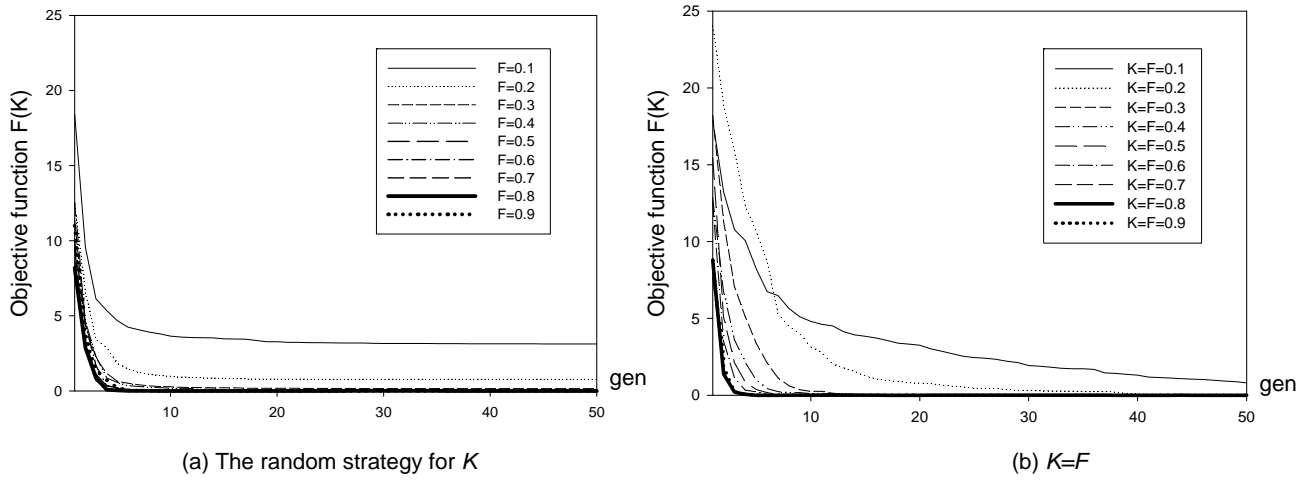 Objective function F(K)
25
20
15
10
5
0
10
20
30
40
50
gen
F=0.1
F=0.2
F=0.3
F=0.4
F=0.5
F=0.6
F=0.7
F=0.8
F=0.9
(a) The random strategy for K
Objective function F(K)
25
20
15
10
5
0
10
20
30
40
50
gen
K=F=0.1
K=F=0.2
K=F=0.3
K=F=0.4
K=F=0.5
K=F=0.6
K=F=0.7
K=F=0.8
K=F=0.9
(b) K=F